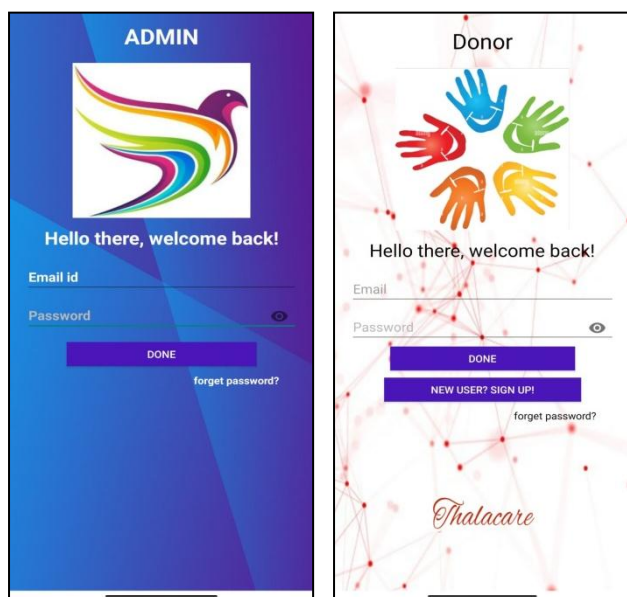 ADMIN
Hello there, welcome back!
Email id
Password
DONE
forget password?
Donor
Hello there, welcome back!
Email
Password
DONE
NEW USER? SIGN UP!
forget password?
Thalacare